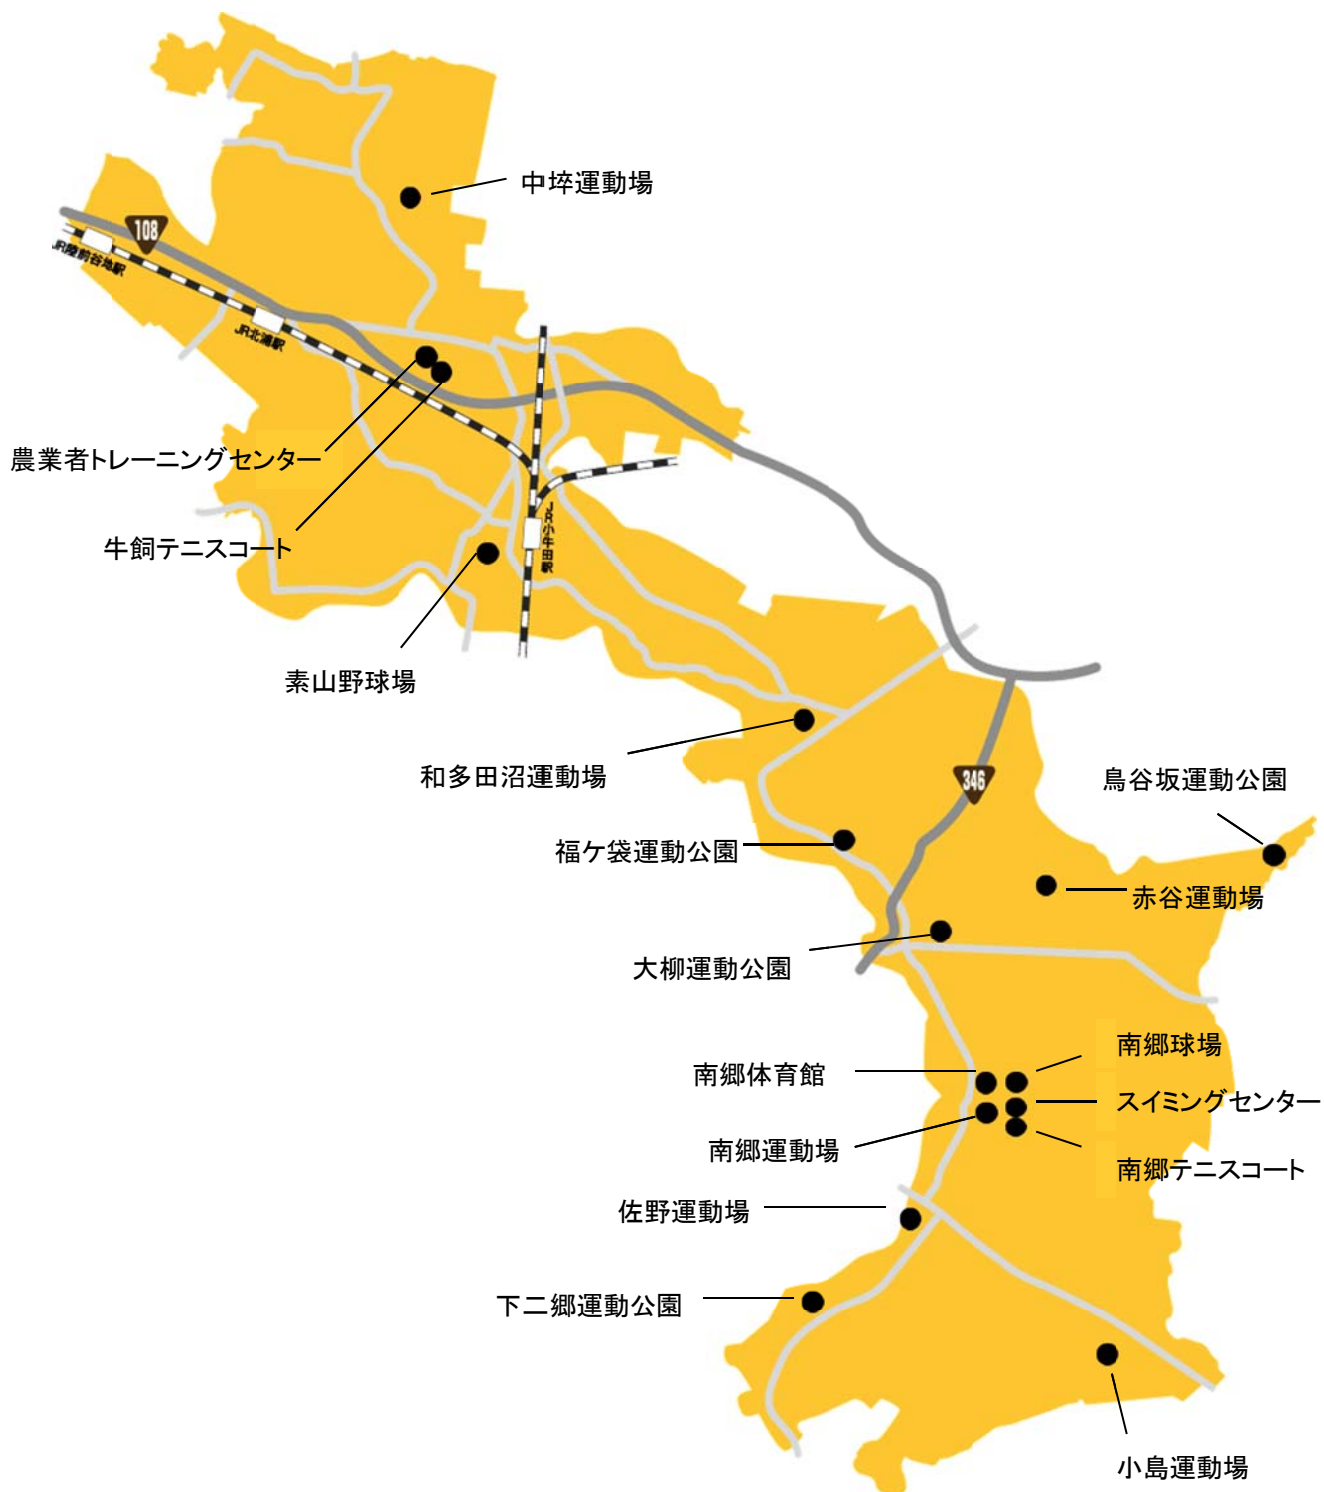 中埣運動場
108
JR陸前谷地駅
JR北浦駅
農業者トレーニングセンター
牛飼テニスコート
JR小牛田駅
素山野球場
和多田沼運動場
346
鳥谷坂運動公園
福ケ袋運動公園
赤谷運動場
大柳運動公園
南郷球場
南郷体育館
スイミングセンター
南郷運動場
南郷テニスコート
佐野運動場
下二郷運動公園
小島運動場